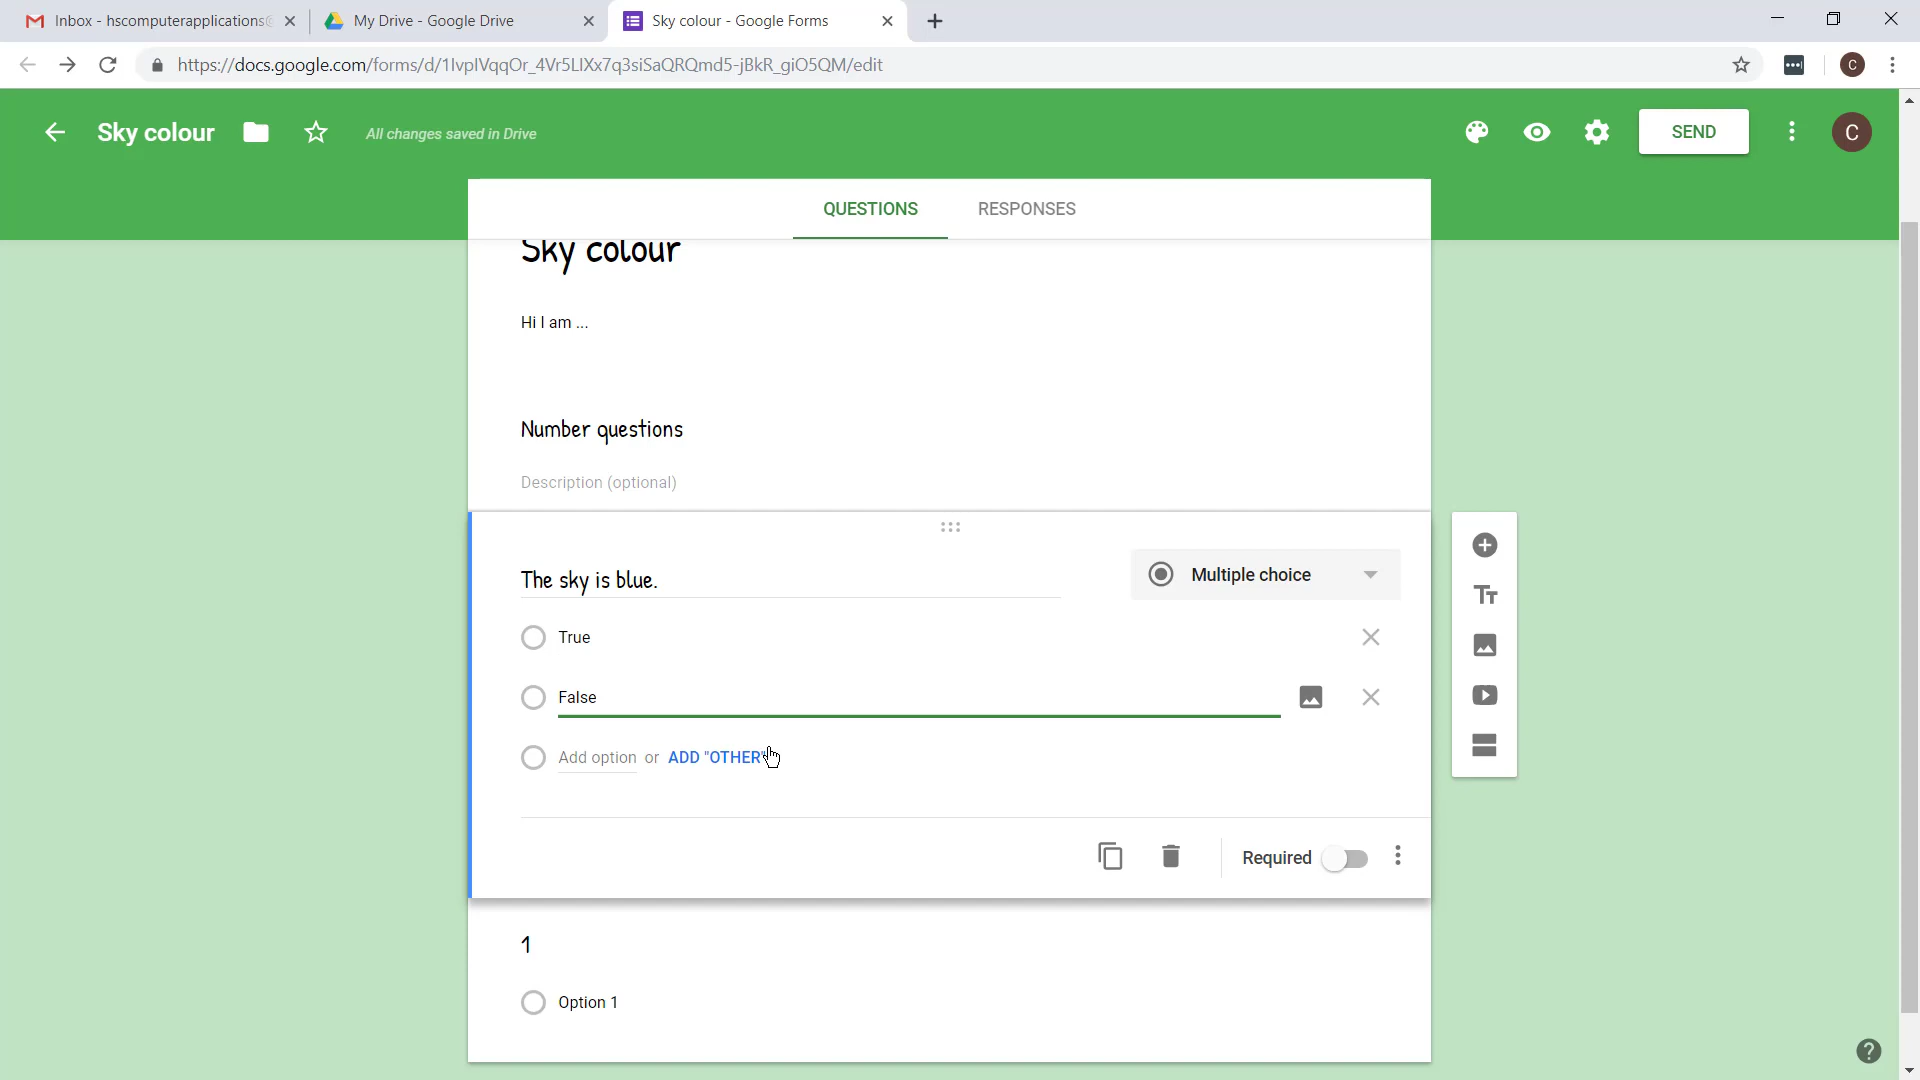 Inbox - hscomputerapplications@
My Drive - Google Drive
Sky colour - Google Forms
https://docs.google.com/forms/d/1IvpIVqqOr_4Vr5LIXx7q3siSaQRQmd5-jBkR_giO5QM/edit
C
Sky colour
All changes saved in Drive
SEND
C
QUESTIONS
RESPONSES
Sky colour
Hi I am ...
Number questions
Description (optional)
The sky is blue.
Multiple choice
Tт
True
False
Add option or ADD "OTHER"
Required
1
Option 1
?